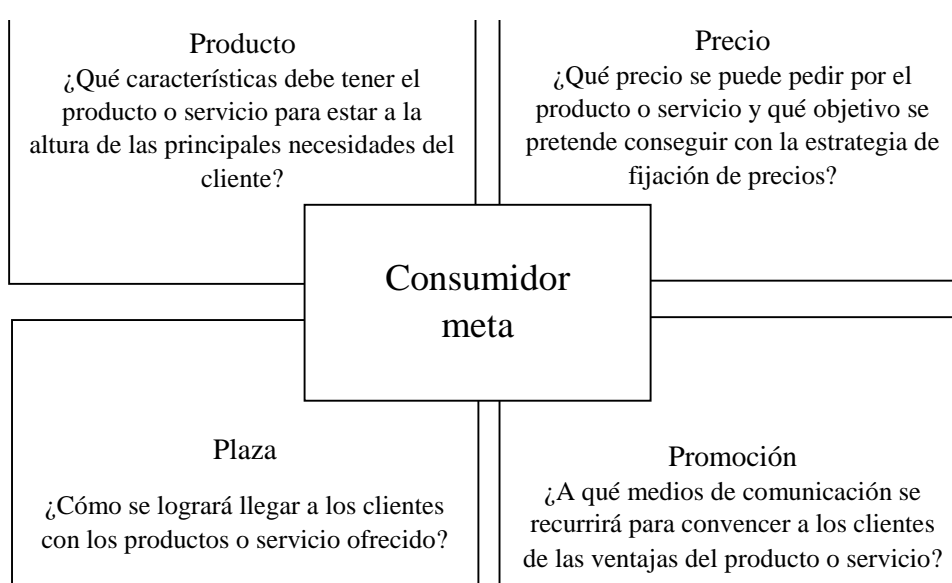 Producto
¿Qué características debe tener el
producto o servicio para estar a la
altura de las principales necesidades del
cliente?
Precio
¿Qué precio se puede pedir por el
producto o servicio y qué objetivo se
pretende conseguir con la estrategia de
fijación de precios?
Consumidor
meta
Plaza
¿Cómo se logrará llegar a los clientes
con los productos o servicio ofrecido?
Promoción
¿A qué medios de comunicación se
recurrirá para convencer a los clientes
de las ventajas del producto o servicio?